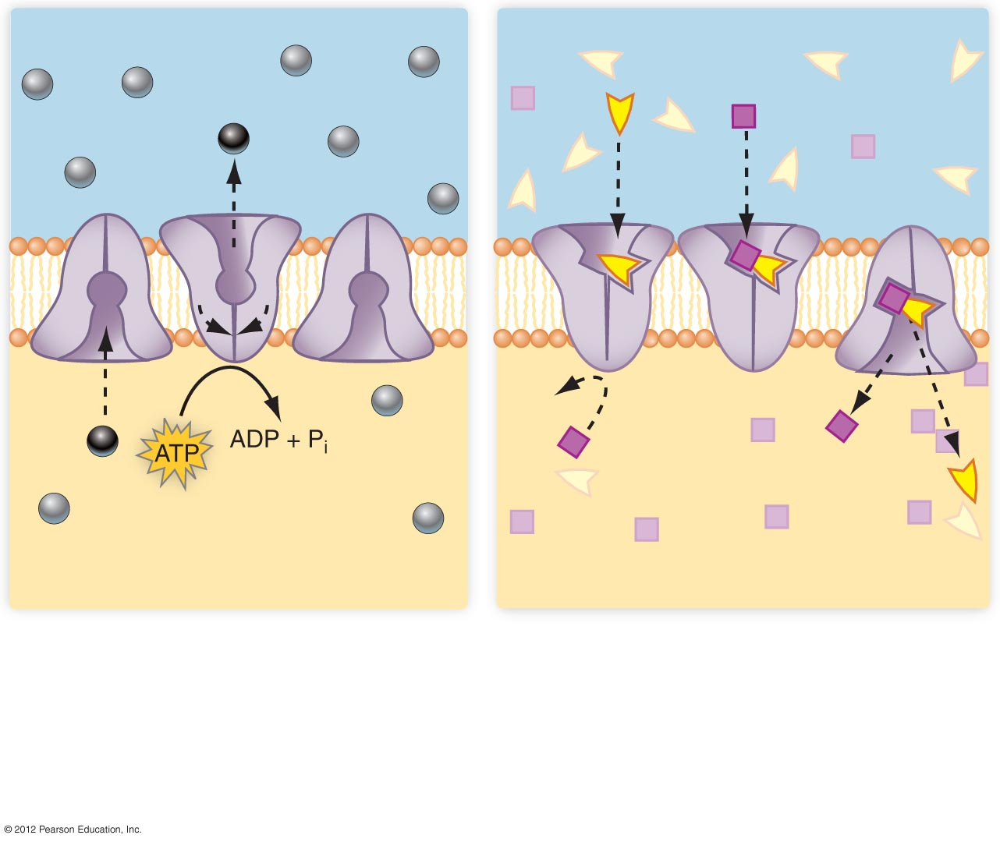 ATP
ADP + Pi
© 2012 Pearson Education, Inc.